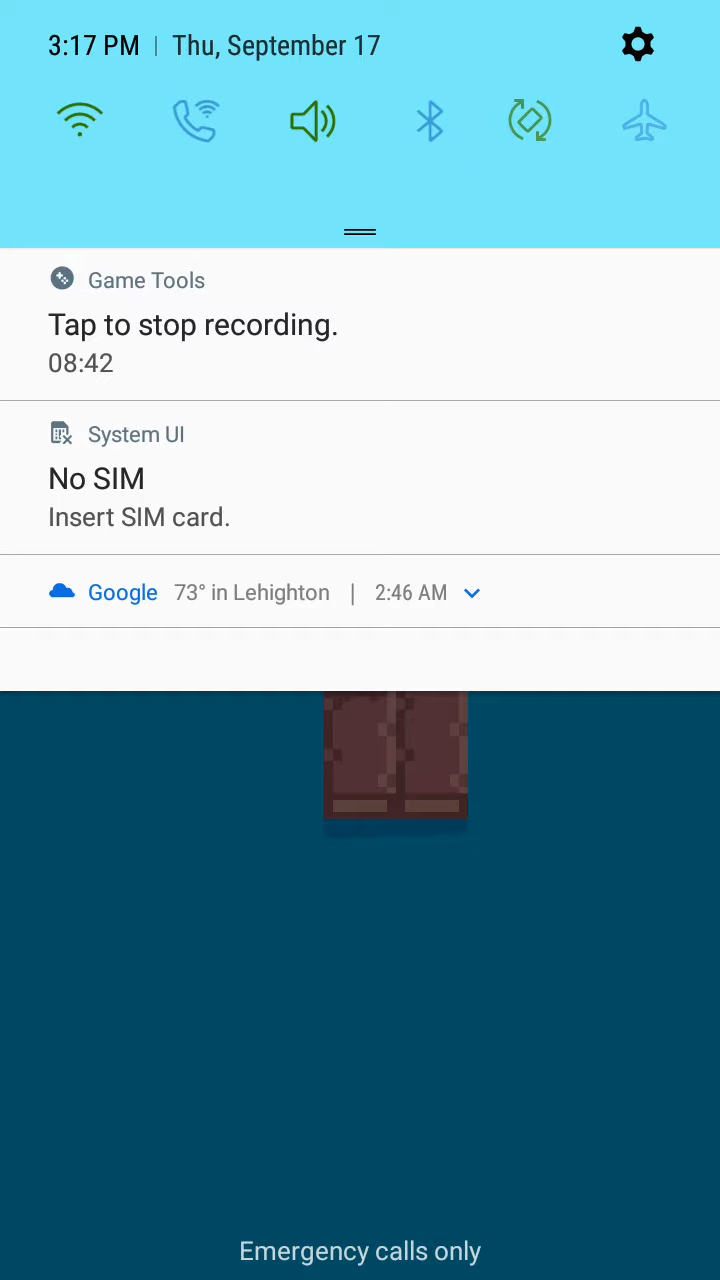 3:17 PM | Thu, September 17
Game Tools
Tap to stop recording.
08:42
System UI
No SIM
Insert SIM card.
Google 73° in Lehighton | 2:46 AM
Emergency calls only